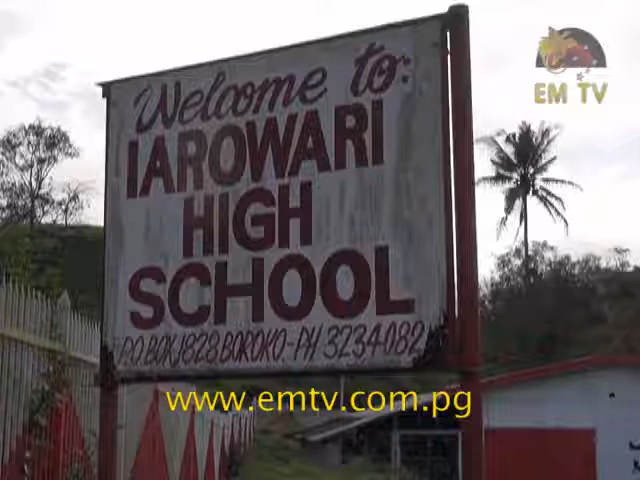 EM TV
Welcome to:
IAROWARI
HIGH
SCHOOL
P.O. BOX 1828 BOROKO - PH 3234082
www.emtv.com.pg